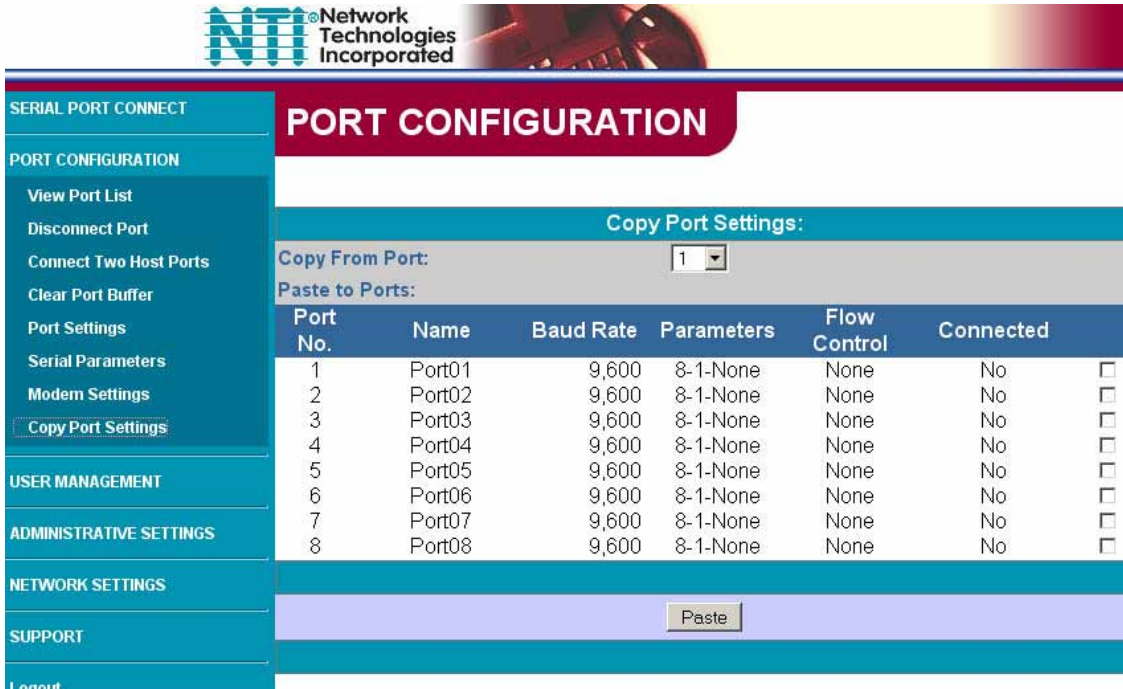 NTI® Network
Technologies
Incorporated
SERIAL PORT CONNECT
PORT CONFIGURATION
View Port List
Disconnect Port
Connect Two Host Ports
Clear Port Buffer
Port Settings
Serial Parameters
Modem Settings
Copy Port Settings
USER MANAGEMENT
ADMINISTRATIVE SETTINGS
NETWORK SETTINGS
SUPPORT
Logout
PORT CONFIGURATION
Copy Port Settings:
Copy From Port: 1
Paste to Ports:
Port No. Name Baud Rate Parameters Flow Control Connected
1 Port01 9,600 8-1-None None No
2 Port02 9,600 8-1-None None No
3 Port03 9,600 8-1-None None No
4 Port04 9,600 8-1-None None No
5 Port05 9,600 8-1-None None No
6 Port06 9,600 8-1-None None No
7 Port07 9,600 8-1-None None No
8 Port08 9,600 8-1-None None No
Paste